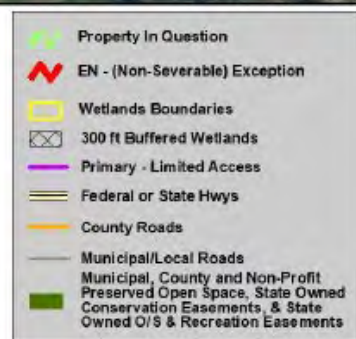 Property In Question
EN - (Non-Severable) Exception
Wetlands Boundaries
300 ft Buffered Wetlands
Primary - Limited Access
Federal or State Hwys
County Roads
Municipal/Local Roads
Municipal, County and Non-Profit
Preserved Open Space, State Owned
Conservation Easements, & State
Owned O/S & Recreation Easements